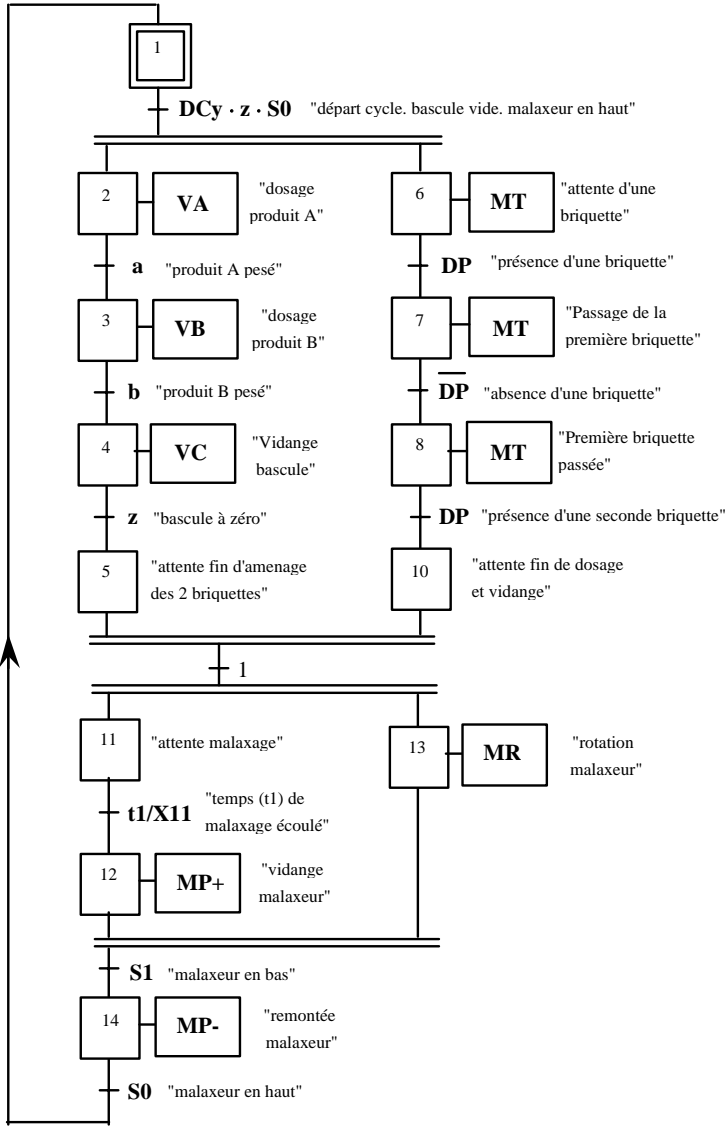 1
DCy · z · S0 "départ cycle. bascule vide. malaxeur en haut"
2
VA
"dosage
produit A"
6
MT
"attente d'une
briquette"
a "produit A pesé"
DP "présence d'une briquette"
3
VB
"dosage
produit B"
7
MT
"Passage de la
première briquette"
b "produit B pesé"
D̅P̅ "absence d'une briquette"
4
VC
"Vidange
bascule"
8
MT
"Première briquette
passée"
z "bascule à zéro"
DP "présence d'une seconde briquette"
5
"attente fin d'amenage
des 2 briquettes"
10
"attente fin de dosage
et vidange"
1
11
"attente malaxage"
13
MR
"rotation
malaxeur"
t1/X11
"temps (t1) de
malaxage écoulé"
12
MP+
"vidange
malaxeur"
S1 "malaxeur en bas"
14
MP-
"remontée
malaxeur"
S0 "malaxeur en haut"